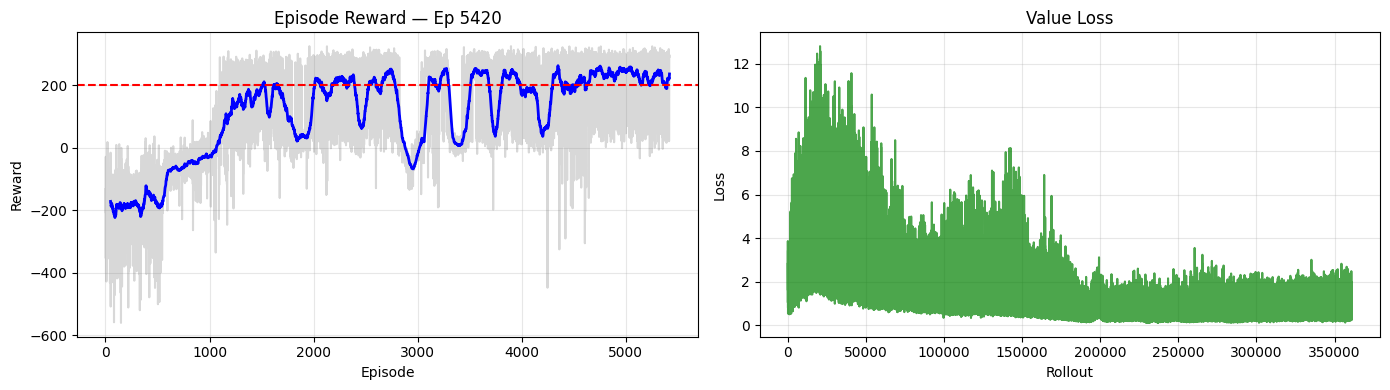 Episode Reward — Ep 5420
Reward
200
0
−200
−400
−600
0 1000 2000 3000 4000 5000
Episode
Value Loss
Loss
12
10
8
6
4
2
0
0 50000 100000 150000 200000 250000 300000 350000
Rollout